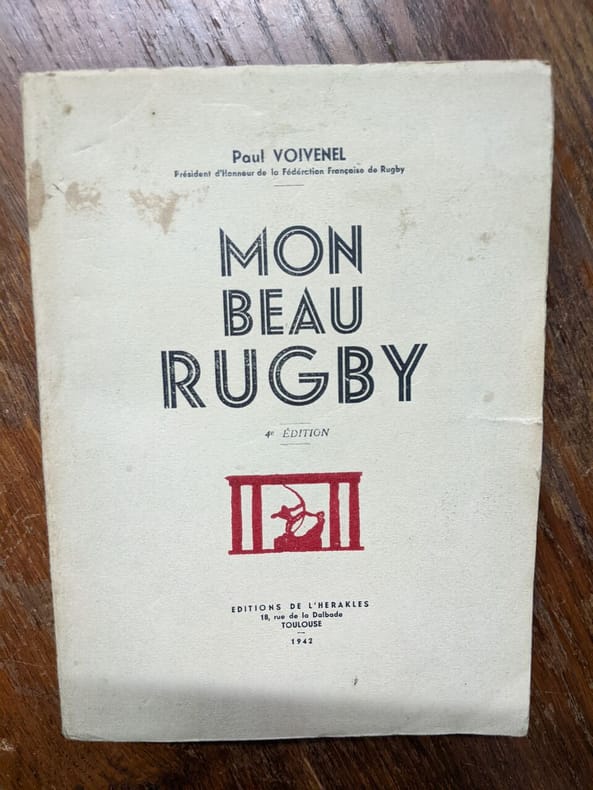 Paul VOIVENEL
Président d'Honneur de la Fédération Française de Rugby
MON
BEAU
RUGBY
4e ÉDITION
EDITIONS DE L'HERAKLES
18, rue de la Dalbade
TOULOUSE
1942